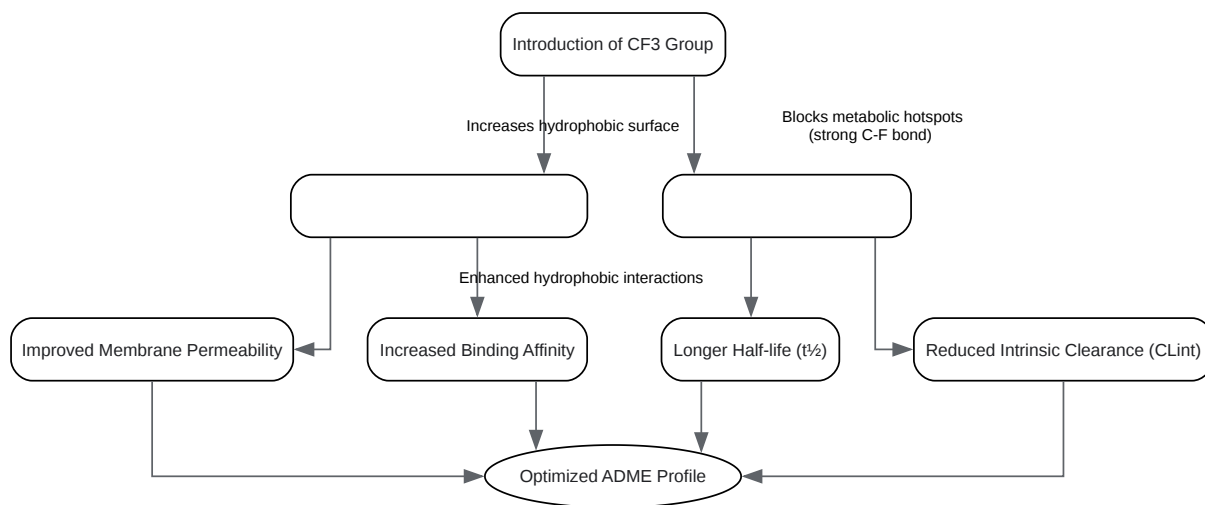 Introduction of CF3 Group
Increases hydrophobic surface
Blocks metabolic hotspots
(strong C-F bond)
Enhanced hydrophobic interactions
Improved Membrane Permeability
Increased Binding Affinity
Longer Half-life (t½)
Reduced Intrinsic Clearance (CLint)
Optimized ADME Profile